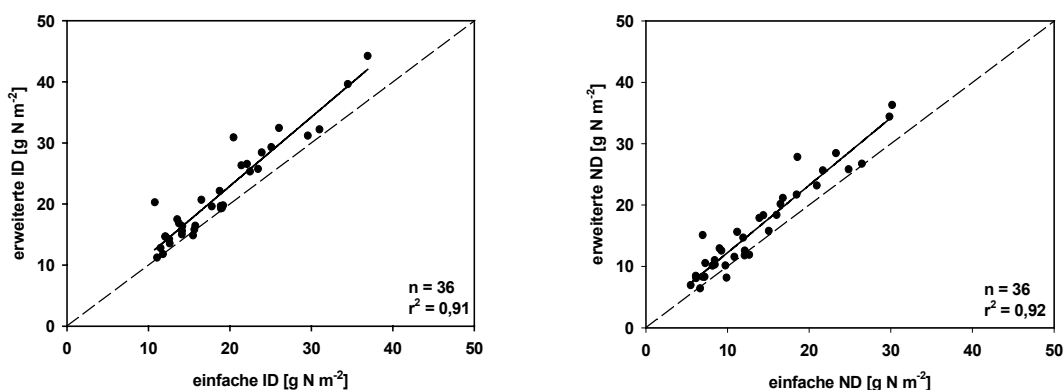 50
40
30
20
10
0
erweiterte ID [g N m⁻²]
n = 36
r² = 0,91
0 10 20 30 40 50
einfache ID [g N m⁻²]
50
40
30
20
10
0
erweiterte ND [g N m⁻²]
n = 36
r² = 0,92
0 10 20 30 40 50
einfache ND [g N m⁻²]